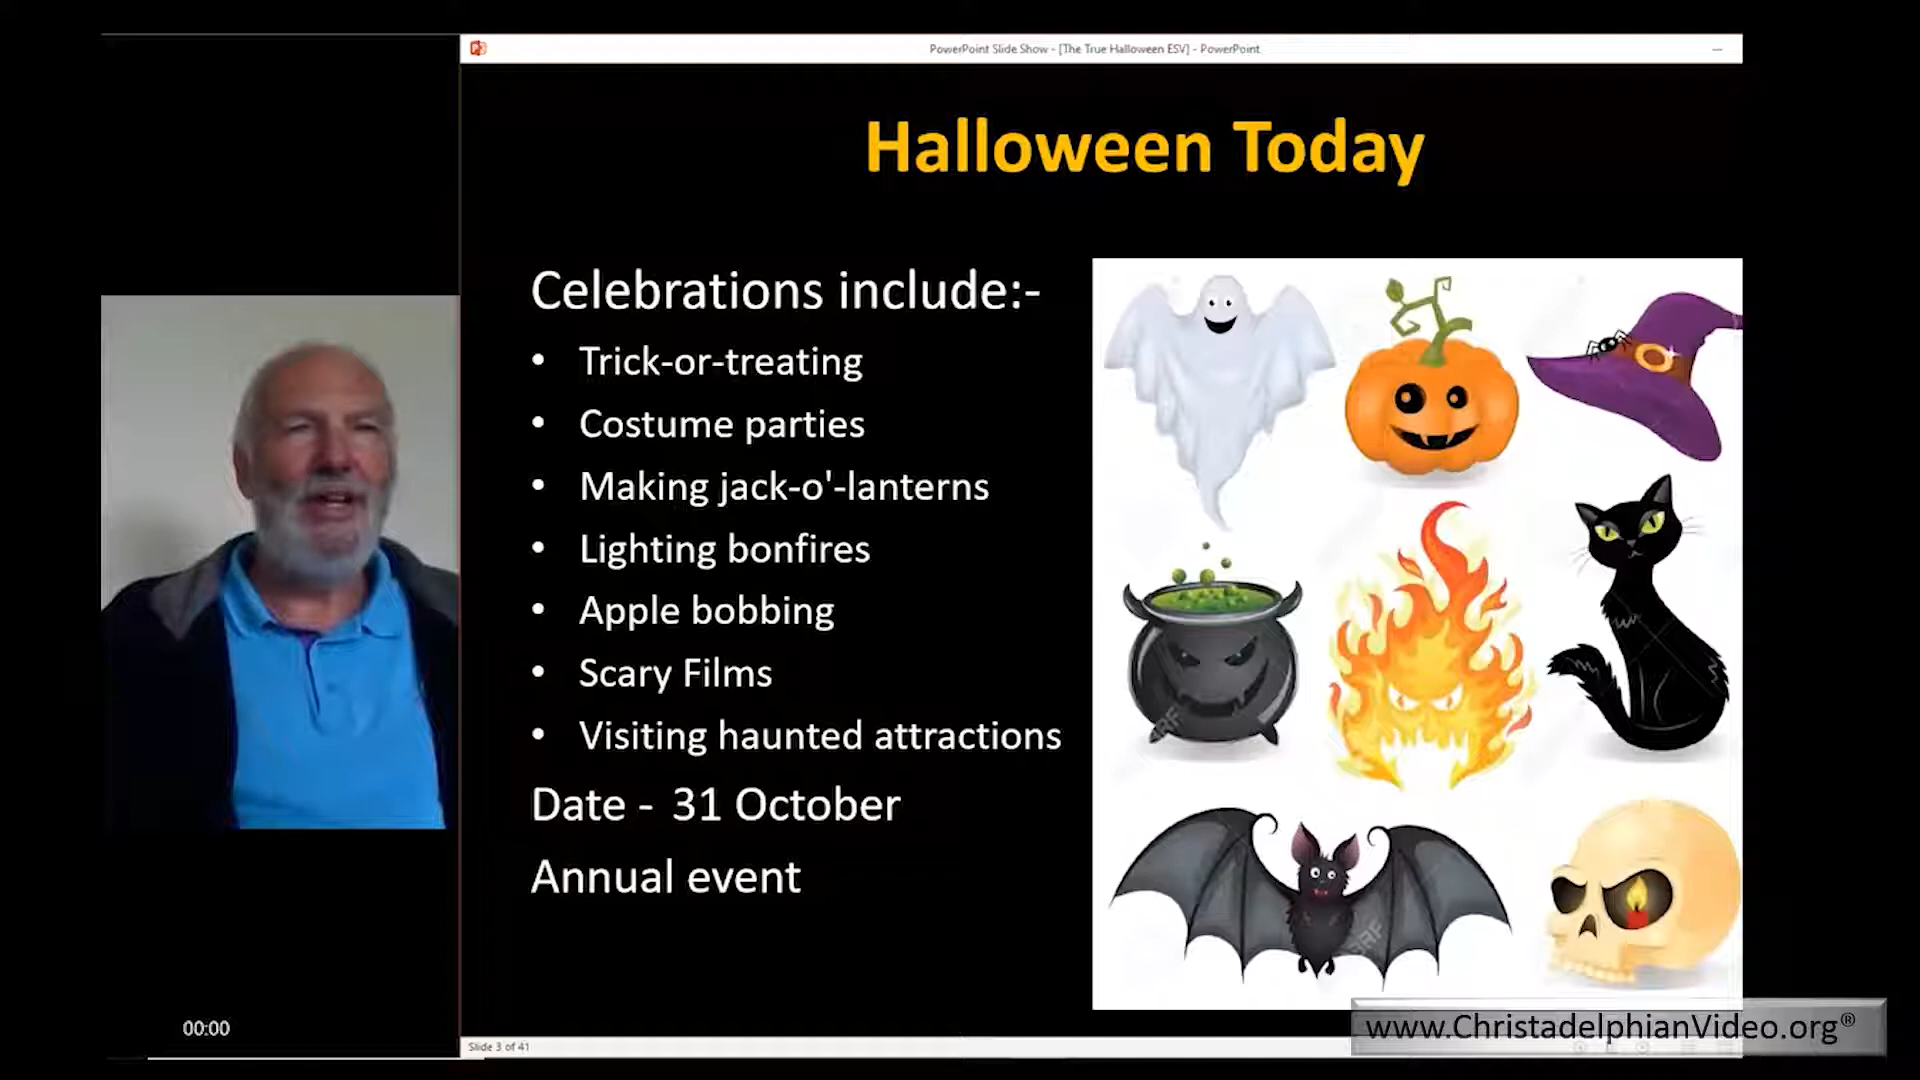 PowerPoint Slide Show - [The True Halloween ESV] - PowerPoint
Halloween Today
Celebrations include:-
• Trick-or-treating
• Costume parties
• Making jack-o'-lanterns
• Lighting bonfires
• Apple bobbing
• Scary Films
• Visiting haunted attractions
Date - 31 October
Annual event
00:00
www.ChristadelphianVideo.org®
Slide 3 of 41